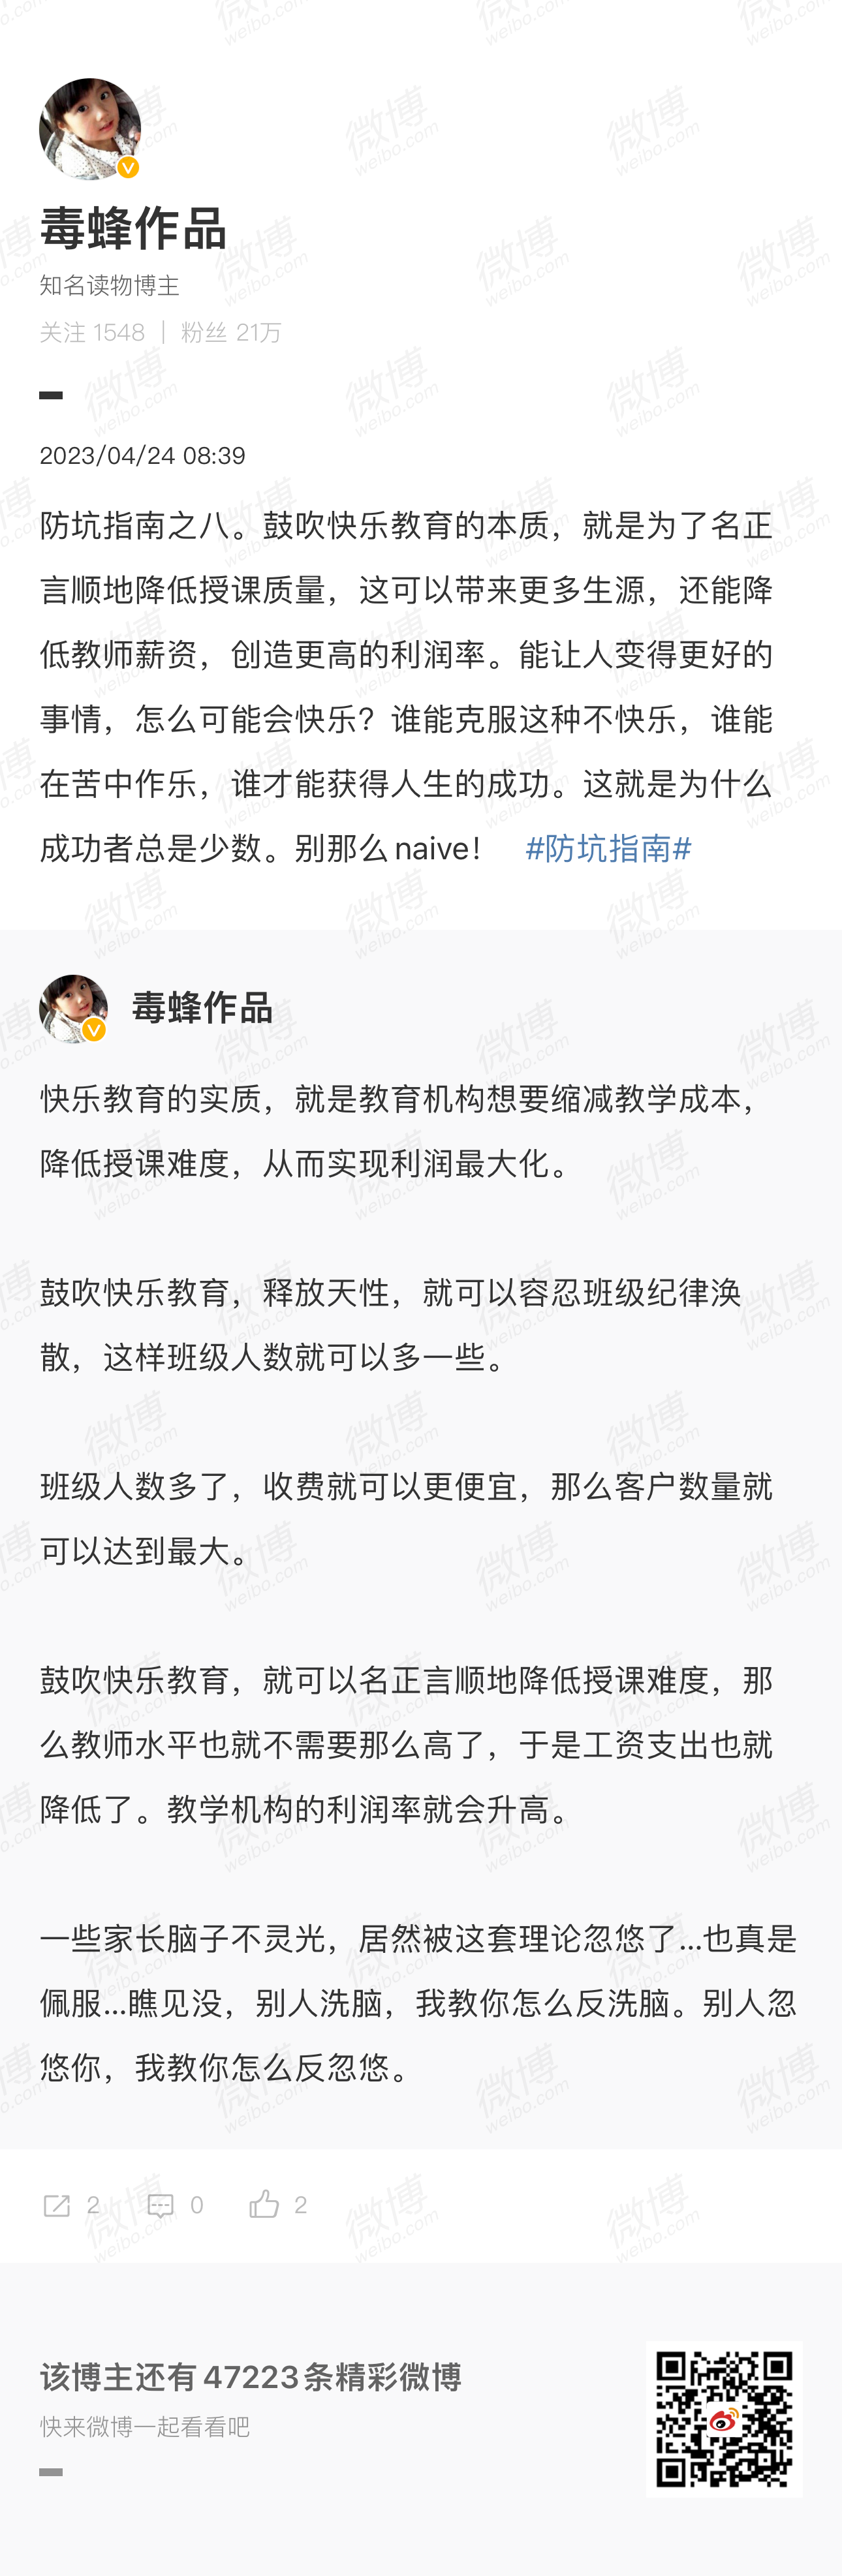 毒蜂作品
知名读物博主
关注 1548 | 粉丝 21万
2023/04/24 08:39
防坑指南之八。鼓吹快乐教育的本质，就是为了名正
言顺地降低授课质量，这可以带来更多生源，还能降
低教师薪资，创造更高的利润率。能让人变得更好的
事情，怎么可能会快乐？谁能克服这种不快乐，谁能
在苦中作乐，谁才能获得人生的成功。这就是为什么
成功者总是少数。别那么naive！ #防坑指南#
毒蜂作品
快乐教育的实质，就是教育机构想要缩减教学成本，
降低授课难度，从而实现利润最大化。
鼓吹快乐教育，释放天性，就可以容忍班级纪律涣
散，这样班级人数就可以多一些。
班级人数多了，收费就可以更便宜，那么客户数量就
可以达到最大。
鼓吹快乐教育，就可以名正言顺地降低授课难度，那
么教师水平也就不需要那么高了，于是工资支出也就
降低了。教学机构的利润率就会升高。
一些家长脑子不灵光，居然被这套理论忽悠了...也真是
佩服...瞧见没，别人洗脑，我教你怎么反洗脑。别人忽
悠你，我教你怎么反忽悠。
2 0 2
该博主还有47223条精彩微博
快来微博一起看看吧
微博
weibo.com